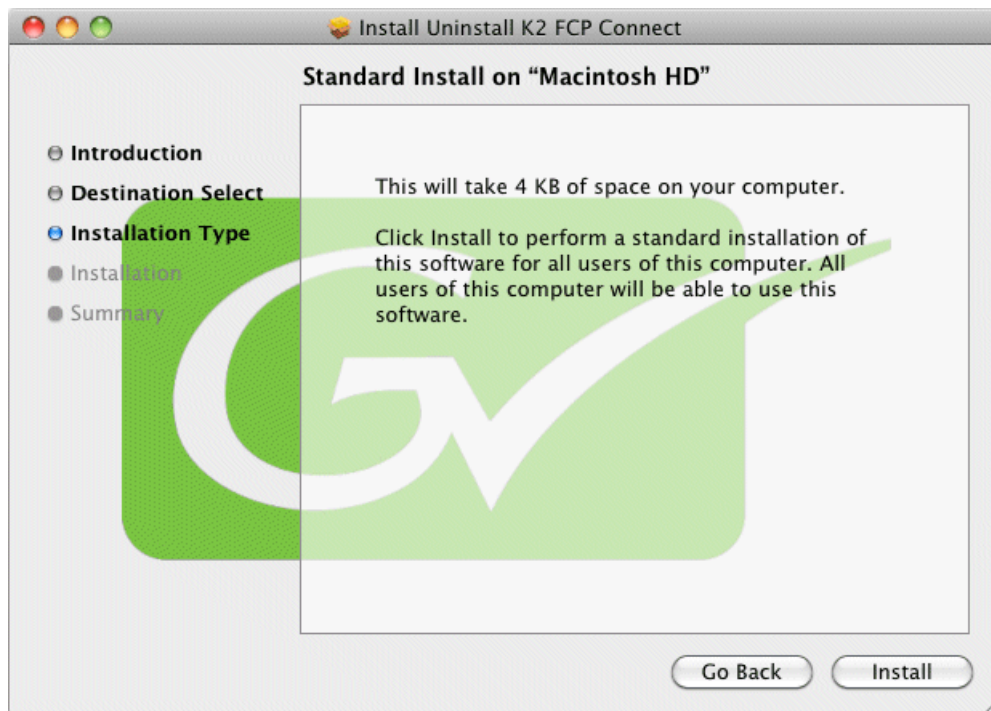 Install Uninstall K2 FCP Connect
Standard Install on “Macintosh HD”
Introduction
Destination Select
Installation Type
Installation
Summary
This will take 4 KB of space on your computer.
Click Install to perform a standard installation of
this software for all users of this computer. All
users of this computer will be able to use this
software.
Go Back
Install